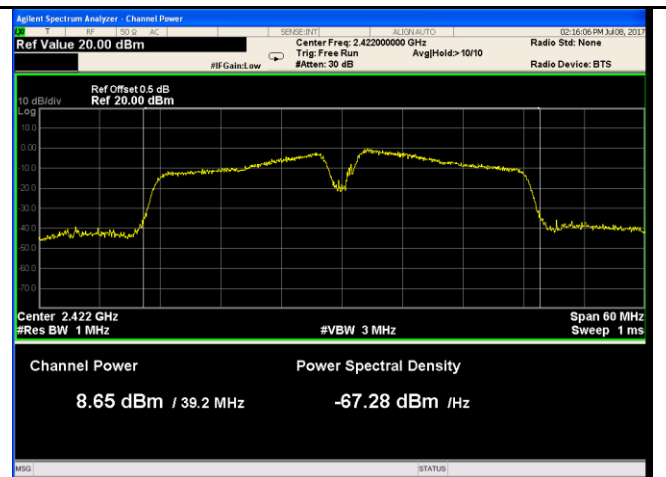 Agilent Spectrum Analyzer - Channel Power
T RF 50 Ω AC SENSE:INT ALIGNAUTO 02:16:06 PM Jul 08, 2017
Ref Value 20.00 dBm Center Freq: 2.422000000 GHz Radio Std: None
Trig: Free Run Avg|Hold:> 10/10
#IFGain:Low #Atten: 30 dB Radio Device: BTS
Ref Offset 0.5 dB
10 dB/div Ref 20.00 dBm
Log
10.0
0.00
-10.0
-20.0
-30.0
-40.0
-50.0
-60.0
-70.0
Center 2.422 GHz Span 60 MHz
#Res BW 1 MHz #VBW 3 MHz Sweep 1 ms
Channel Power Power Spectral Density
8.65 dBm / 39.2 MHz -67.28 dBm /Hz
MSG STATUS